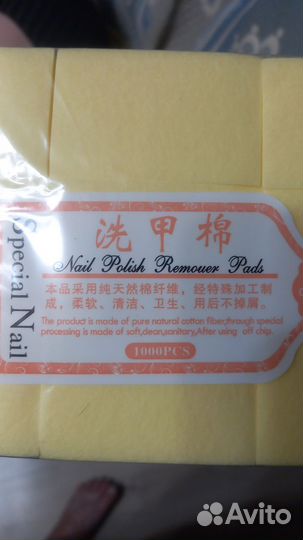 Special Nail
洗甲棉
Nail Polish Remouer Pads
本品采用纯天然棉纤维，经特殊加工制
成，柔软、清洁、卫生、用后不掉屑。
The product is made of pure natural cotton fiber,through special
processing is made of soft,clean,sanitary,After using off chip.
1000PCS
Avito